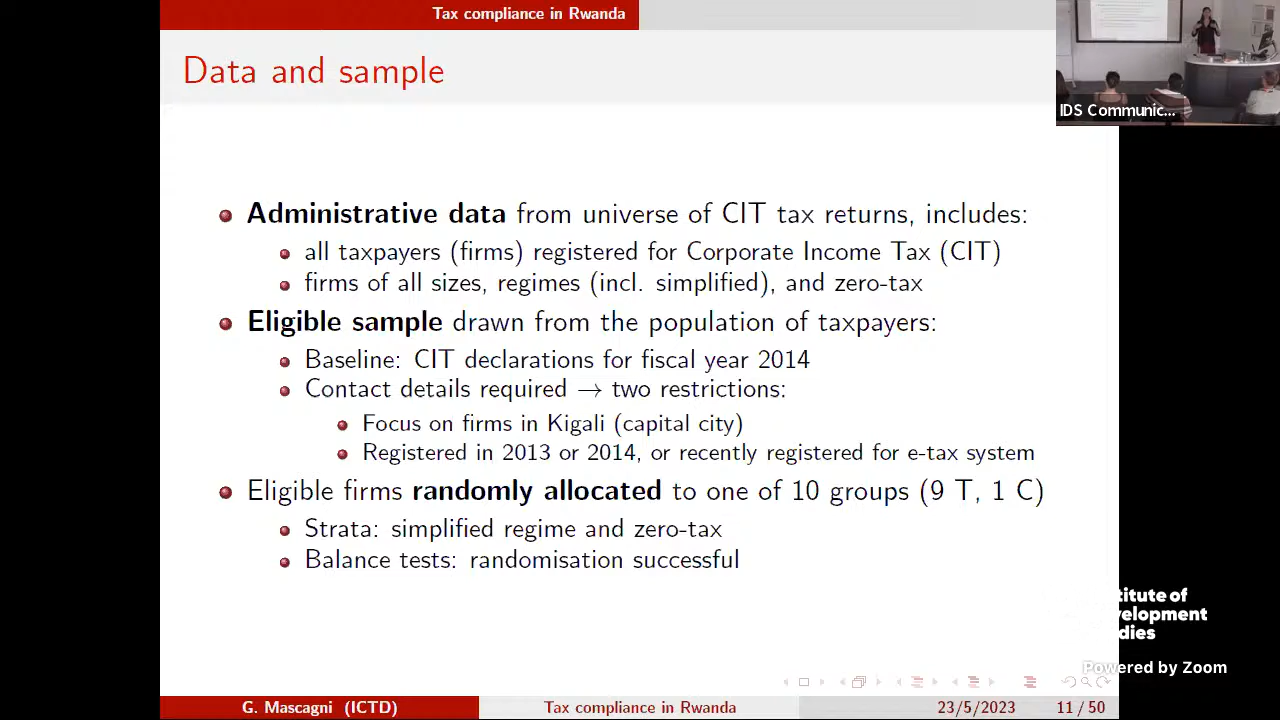 Tax compliance in Rwanda
Data and sample
IDS Communic...
Administrative data from universe of CIT tax returns, includes:
all taxpayers (firms) registered for Corporate Income Tax (CIT)
firms of all sizes, regimes (incl. simplified), and zero-tax
Eligible sample drawn from the population of taxpayers:
Baseline: CIT declarations for fiscal year 2014
Contact details required → two restrictions:
Focus on firms in Kigali (capital city)
Registered in 2013 or 2014, or recently registered for e-tax system
Eligible firms randomly allocated to one of 10 groups (9 T, 1 C)
Strata: simplified regime and zero-tax
Balance tests: randomisation successful
titute of
velopment
dies
Powered by Zoom
G. Mascagni (ICTD)
Tax compliance in Rwanda
23/5/2023
11 / 50